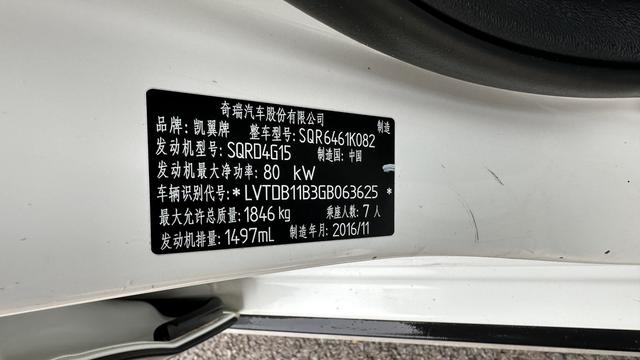 奇瑞汽车股份有限公司 制造
品牌:凯翼牌 整车型号:SQR6461K082
发动机型号:SQRD4G15 制造国:中国
发动机最大净功率:80 kW
车辆识别代号:*LVTDB11B3GB063625*
最大允许总质量:1846kg 乘座人数:7人
发动机排量:1497mL 制造年月:2016/11